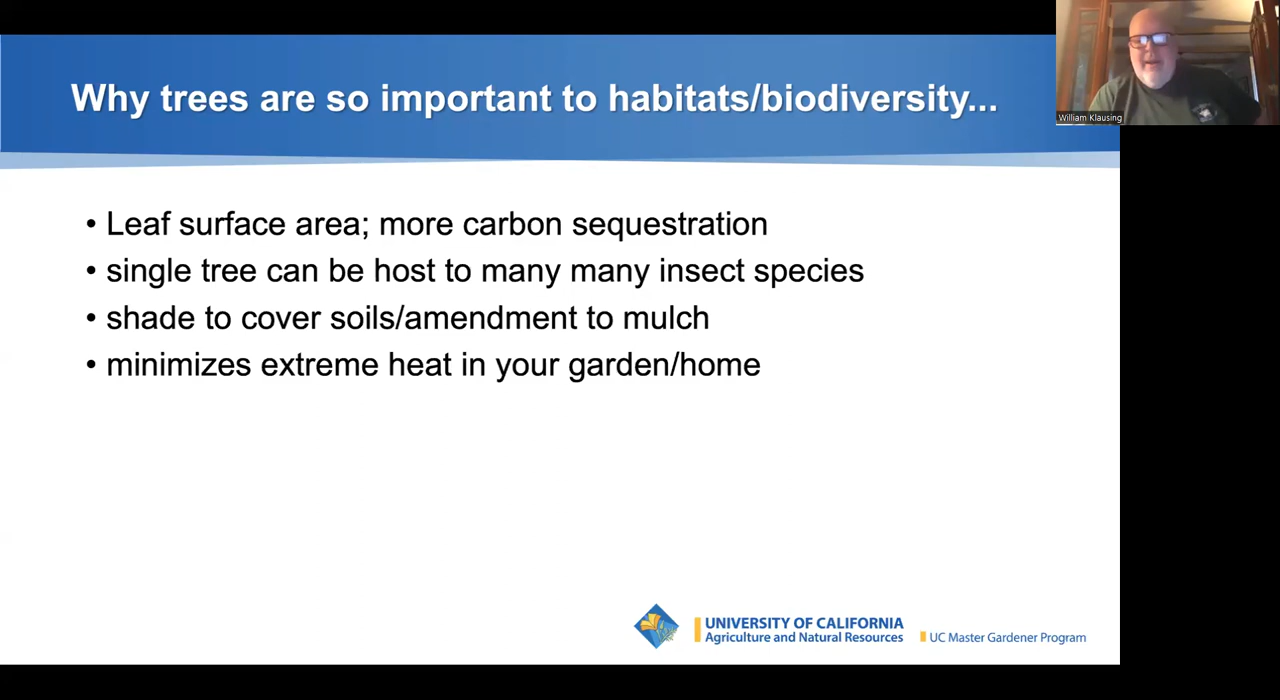 Why trees are so important to habitats/biodiversity...
William Klausing
• Leaf surface area; more carbon sequestration
• single tree can be host to many many insect species
• shade to cover soils/amendment to mulch
• minimizes extreme heat in your garden/home
UNIVERSITY OF CALIFORNIA
Agriculture and Natural Resources
UC Master Gardener Program